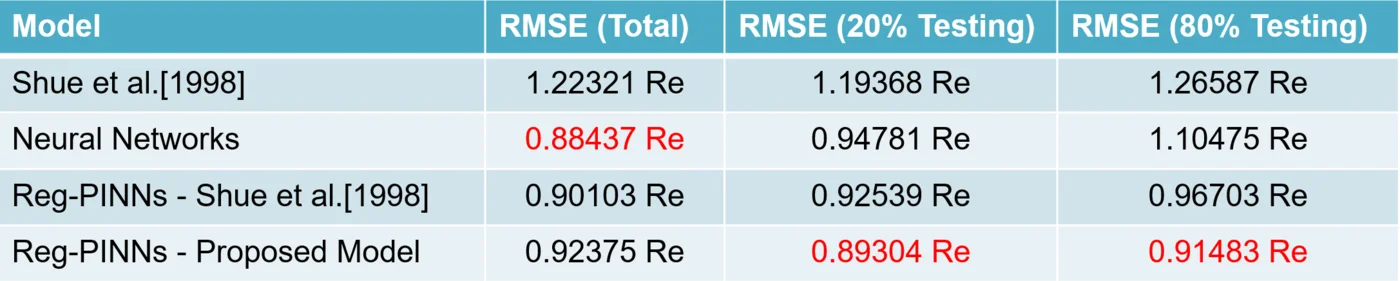 Model RMSE (Total) RMSE (20% Testing) RMSE (80% Testing)
Shue et al.[1998] 1.22321 Re 1.19368 Re 1.26587 Re
Neural Networks 0.88437 Re 0.94781 Re 1.10475 Re
Reg-PINNs - Shue et al.[1998] 0.90103 Re 0.92539 Re 0.96703 Re
Reg-PINNs - Proposed Model 0.92375 Re 0.89304 Re 0.91483 Re